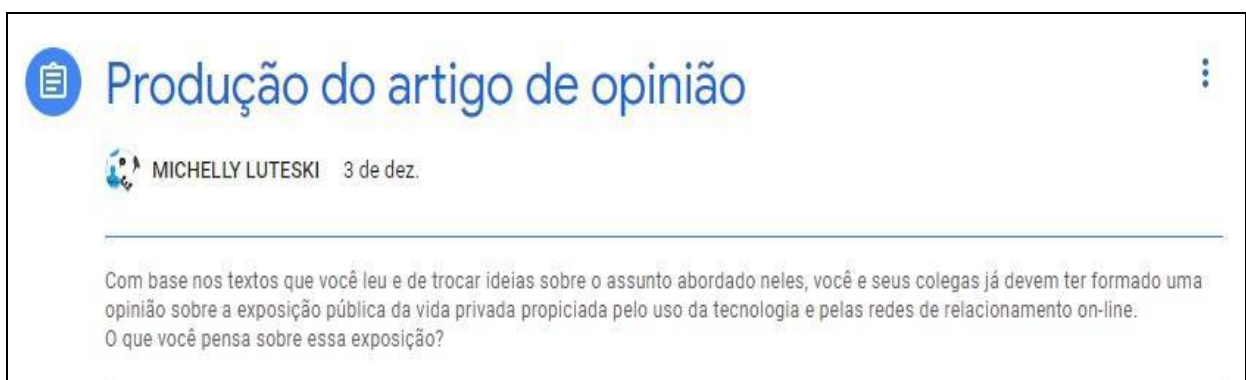 Produção do artigo de opinião
MICHELLY LUTESKI 3 de dez.
Com base nos textos que você leu e de trocar ideias sobre o assunto abordado neles, você e seus colegas já devem ter formado uma
opinião sobre a exposição pública da vida privada propiciada pelo uso da tecnologia e pelas redes de relacionamento on-line.
O que você pensa sobre essa exposição?